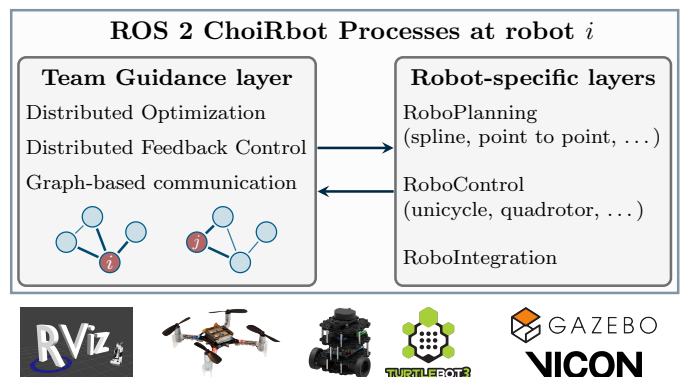 ROS 2 ChoiRbot Processes at robot i
Team Guidance layer
Distributed Optimization
Distributed Feedback Control
Graph-based communication
i
j
Robot-specific layers
RoboPlanning
(spline, point to point, ...)
RoboControl
(unicycle, quadrotor, ...)
RoboIntegration
RViz
TURTLEBOT3
GAZEBO
VICON